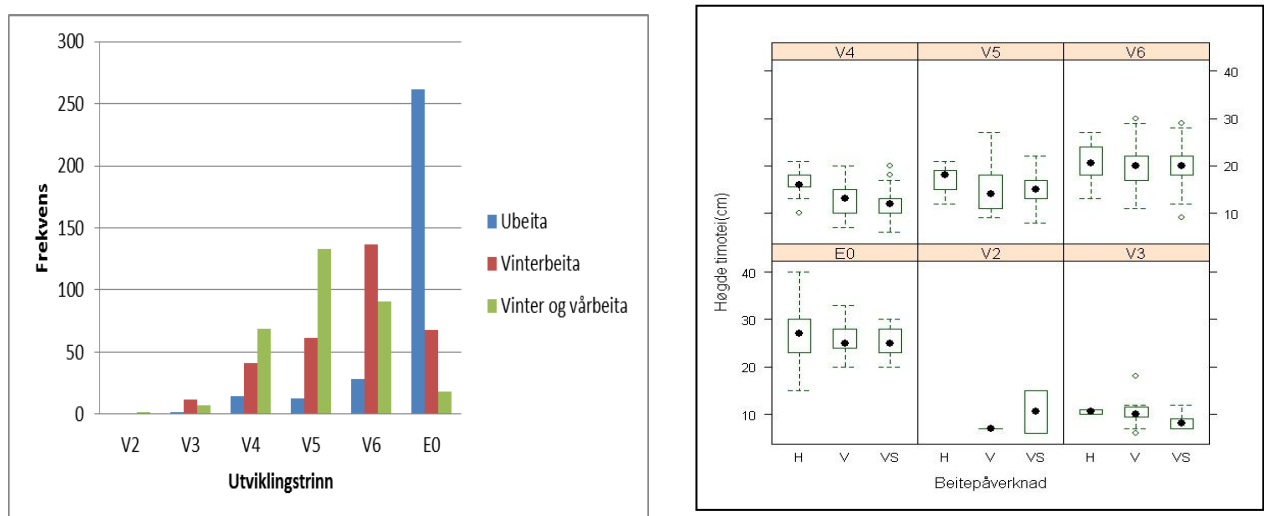 300
250
200
150
100
50
0
Frekvens
V2 V3 V4 V5 V6 E0
Utviklingstrinn
Ubeita
Vinterbeita
Vinter og vårbeita
V4 V5 V6
40
30
20
10
Høgde timotei(cm)
E0 V2 V3
40
30
20
10
H V VS H V VS H V VS
Beitepåverknad